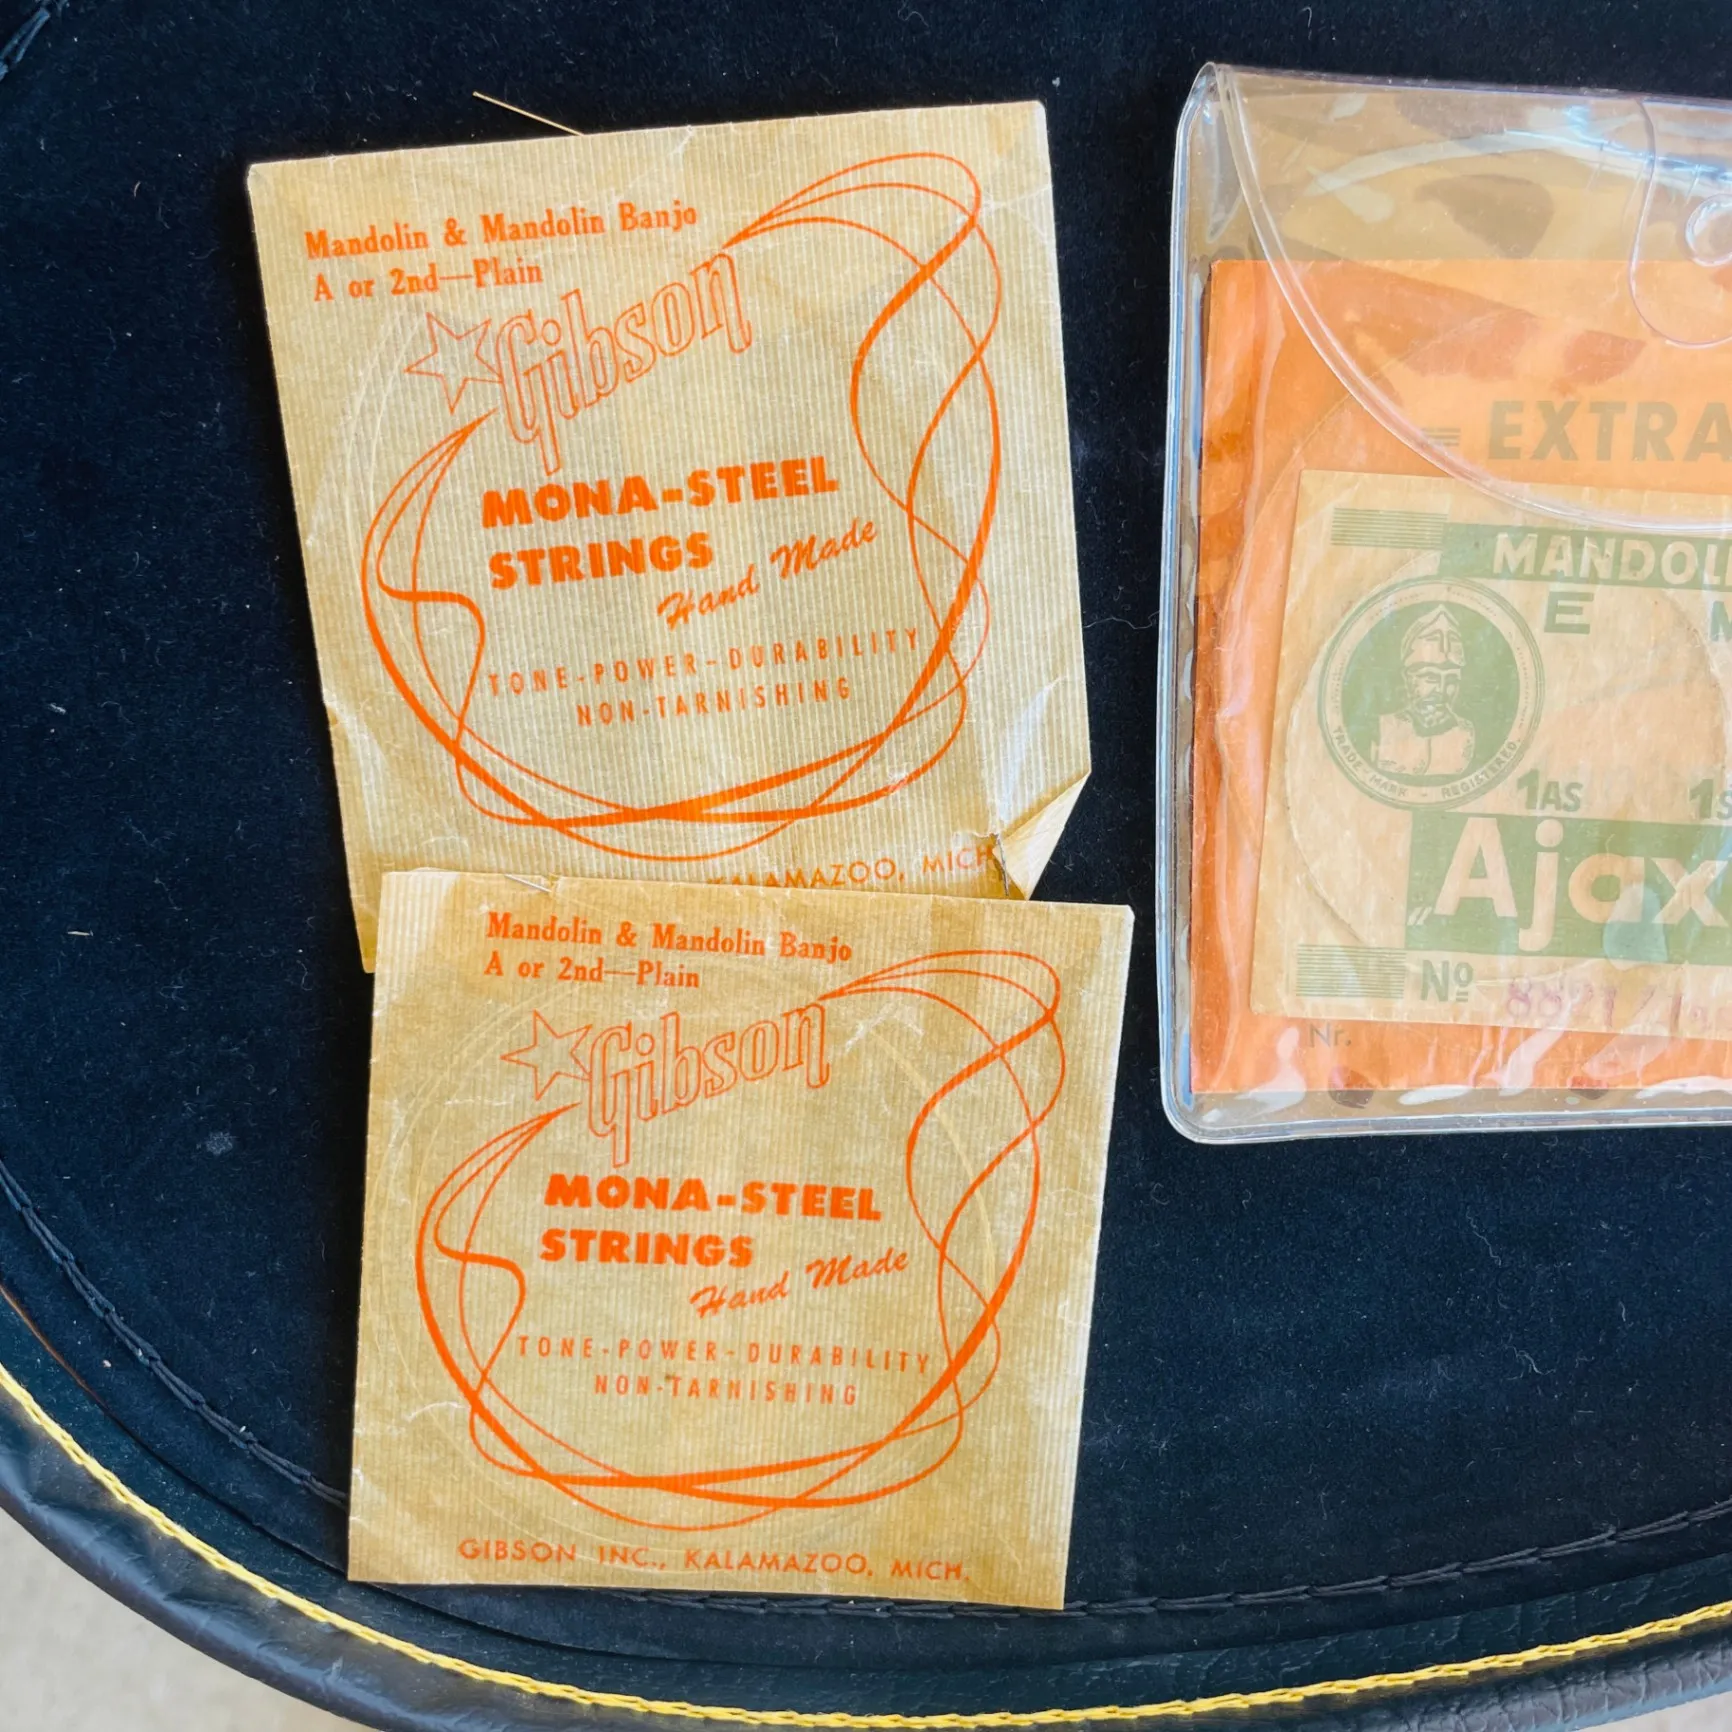 Mandolin & Mandolin Banjo
A or 2nd—Plain
Gibson
MONA-STEEL
STRINGS
Hand Made
TONE-POWER-DURABILITY
NON-TARNISHING
KALAMAZOO, MICH
Mandolin & Mandolin Banjo
A or 2nd—Plain
Gibson
MONA-STEEL
STRINGS
Hand Made
TONE-POWER-DURABILITY
NON-TARNISHING
GIBSON INC., KALAMAZOO, MICH.
EXTRA
MANDOLI
E
TRADE-MARK - REGISTERED.
1AS
„Ajax
Nº
Nr.